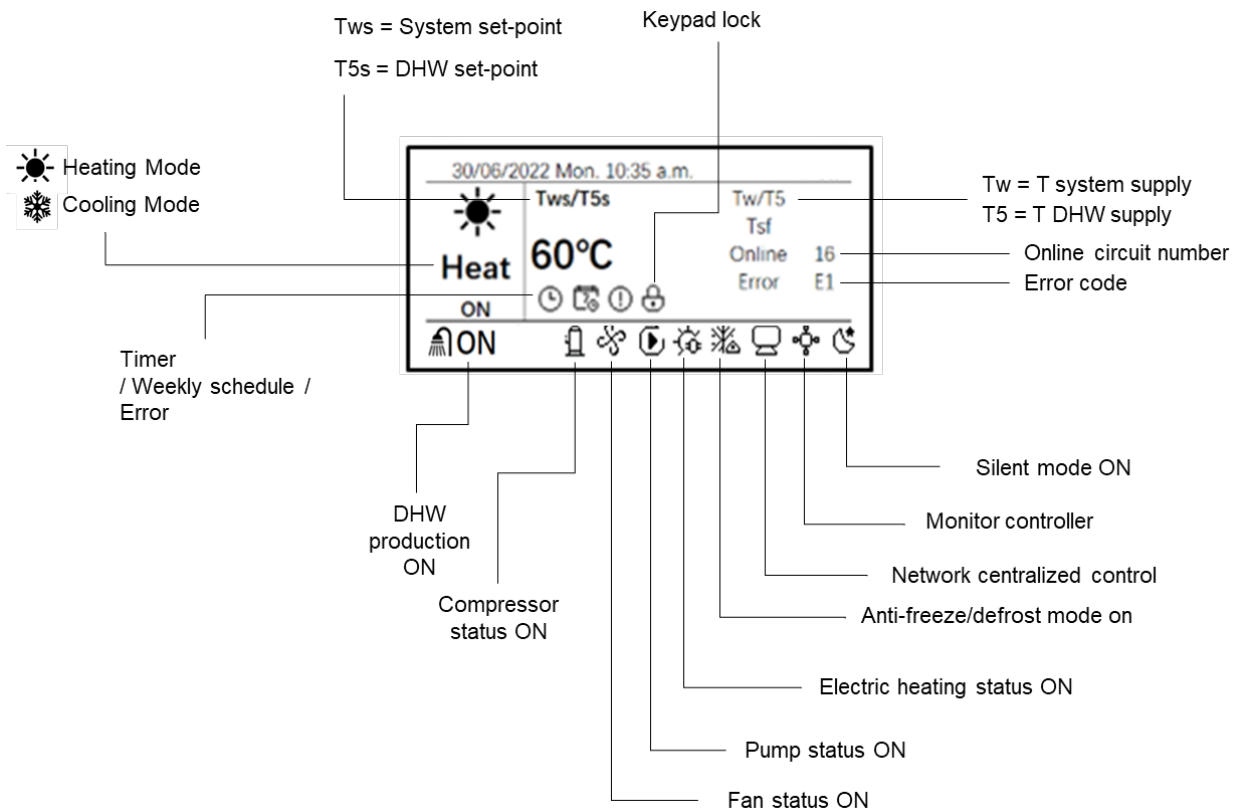 Tws = System set-point
T5s = DHW set-point
Keypad lock
Heating Mode
Cooling Mode
30/06/2022 Mon. 10:35 a.m.
Tws/T5s
60°C
Heat
ON
ON
Tw/T5
Tsf
Online 16
Error E1
7
Tw = T system supply
T5 = T DHW supply
Online circuit number
Error code
Timer
/ Weekly schedule /
Error
DHW
production
ON
Compressor
status ON
Silent mode ON
Monitor controller
Network centralized control
Anti-freeze/defrost mode on
Electric heating status ON
Pump status ON
Fan status ON